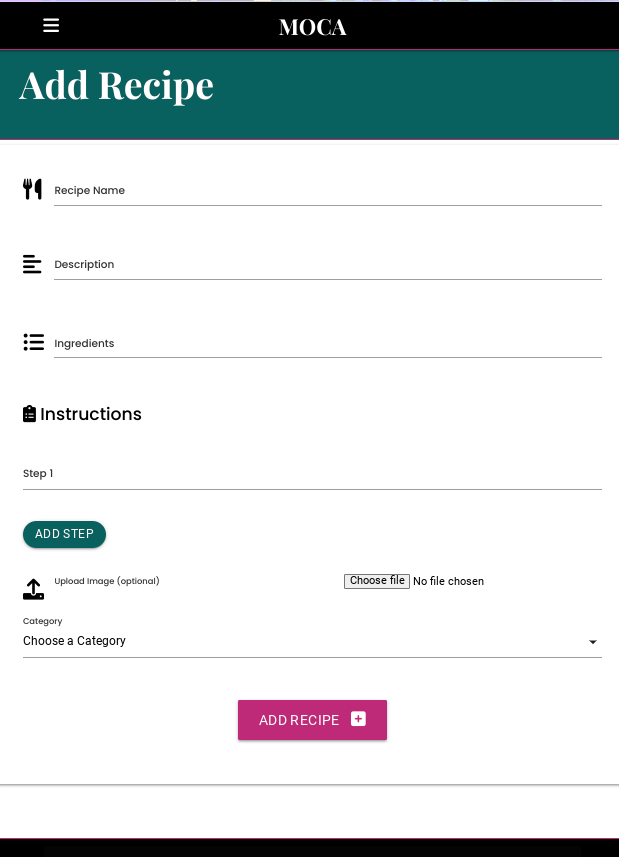 MOCA
Add Recipe
Recipe Name
Description
Ingredients
Instructions
Step 1
ADD STEP
Upload Image (optional)
Choose file No file chosen
Category
Choose a Category
ADD RECIPE